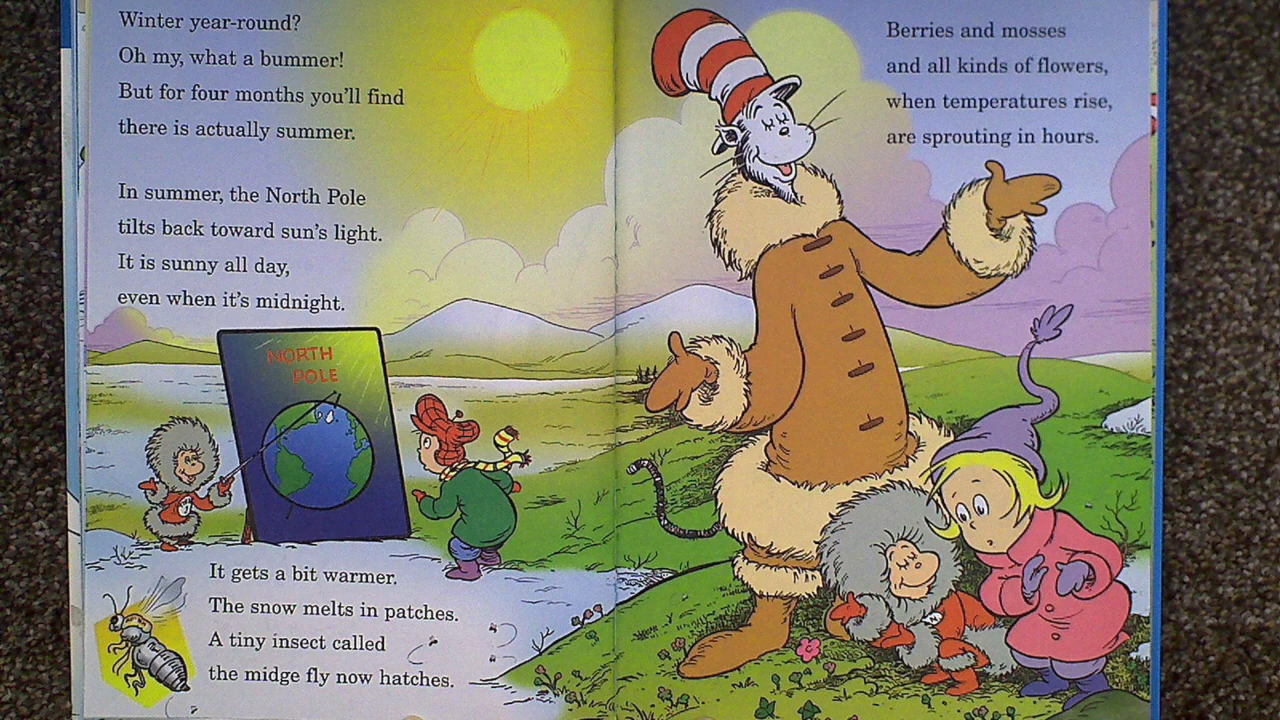 Winter year-round?
Oh my, what a bummer!
But for four months you'll find
there is actually summer.
In summer, the North Pole
tilts back toward sun's light.
It is sunny all day,
even when it's midnight.
NORTH
POLE
It gets a bit warmer.
The snow melts in patches.
A tiny insect called
the midge fly now hatches.
Berries and mosses
and all kinds of flowers,
when temperatures rise,
are sprouting in hours.
N